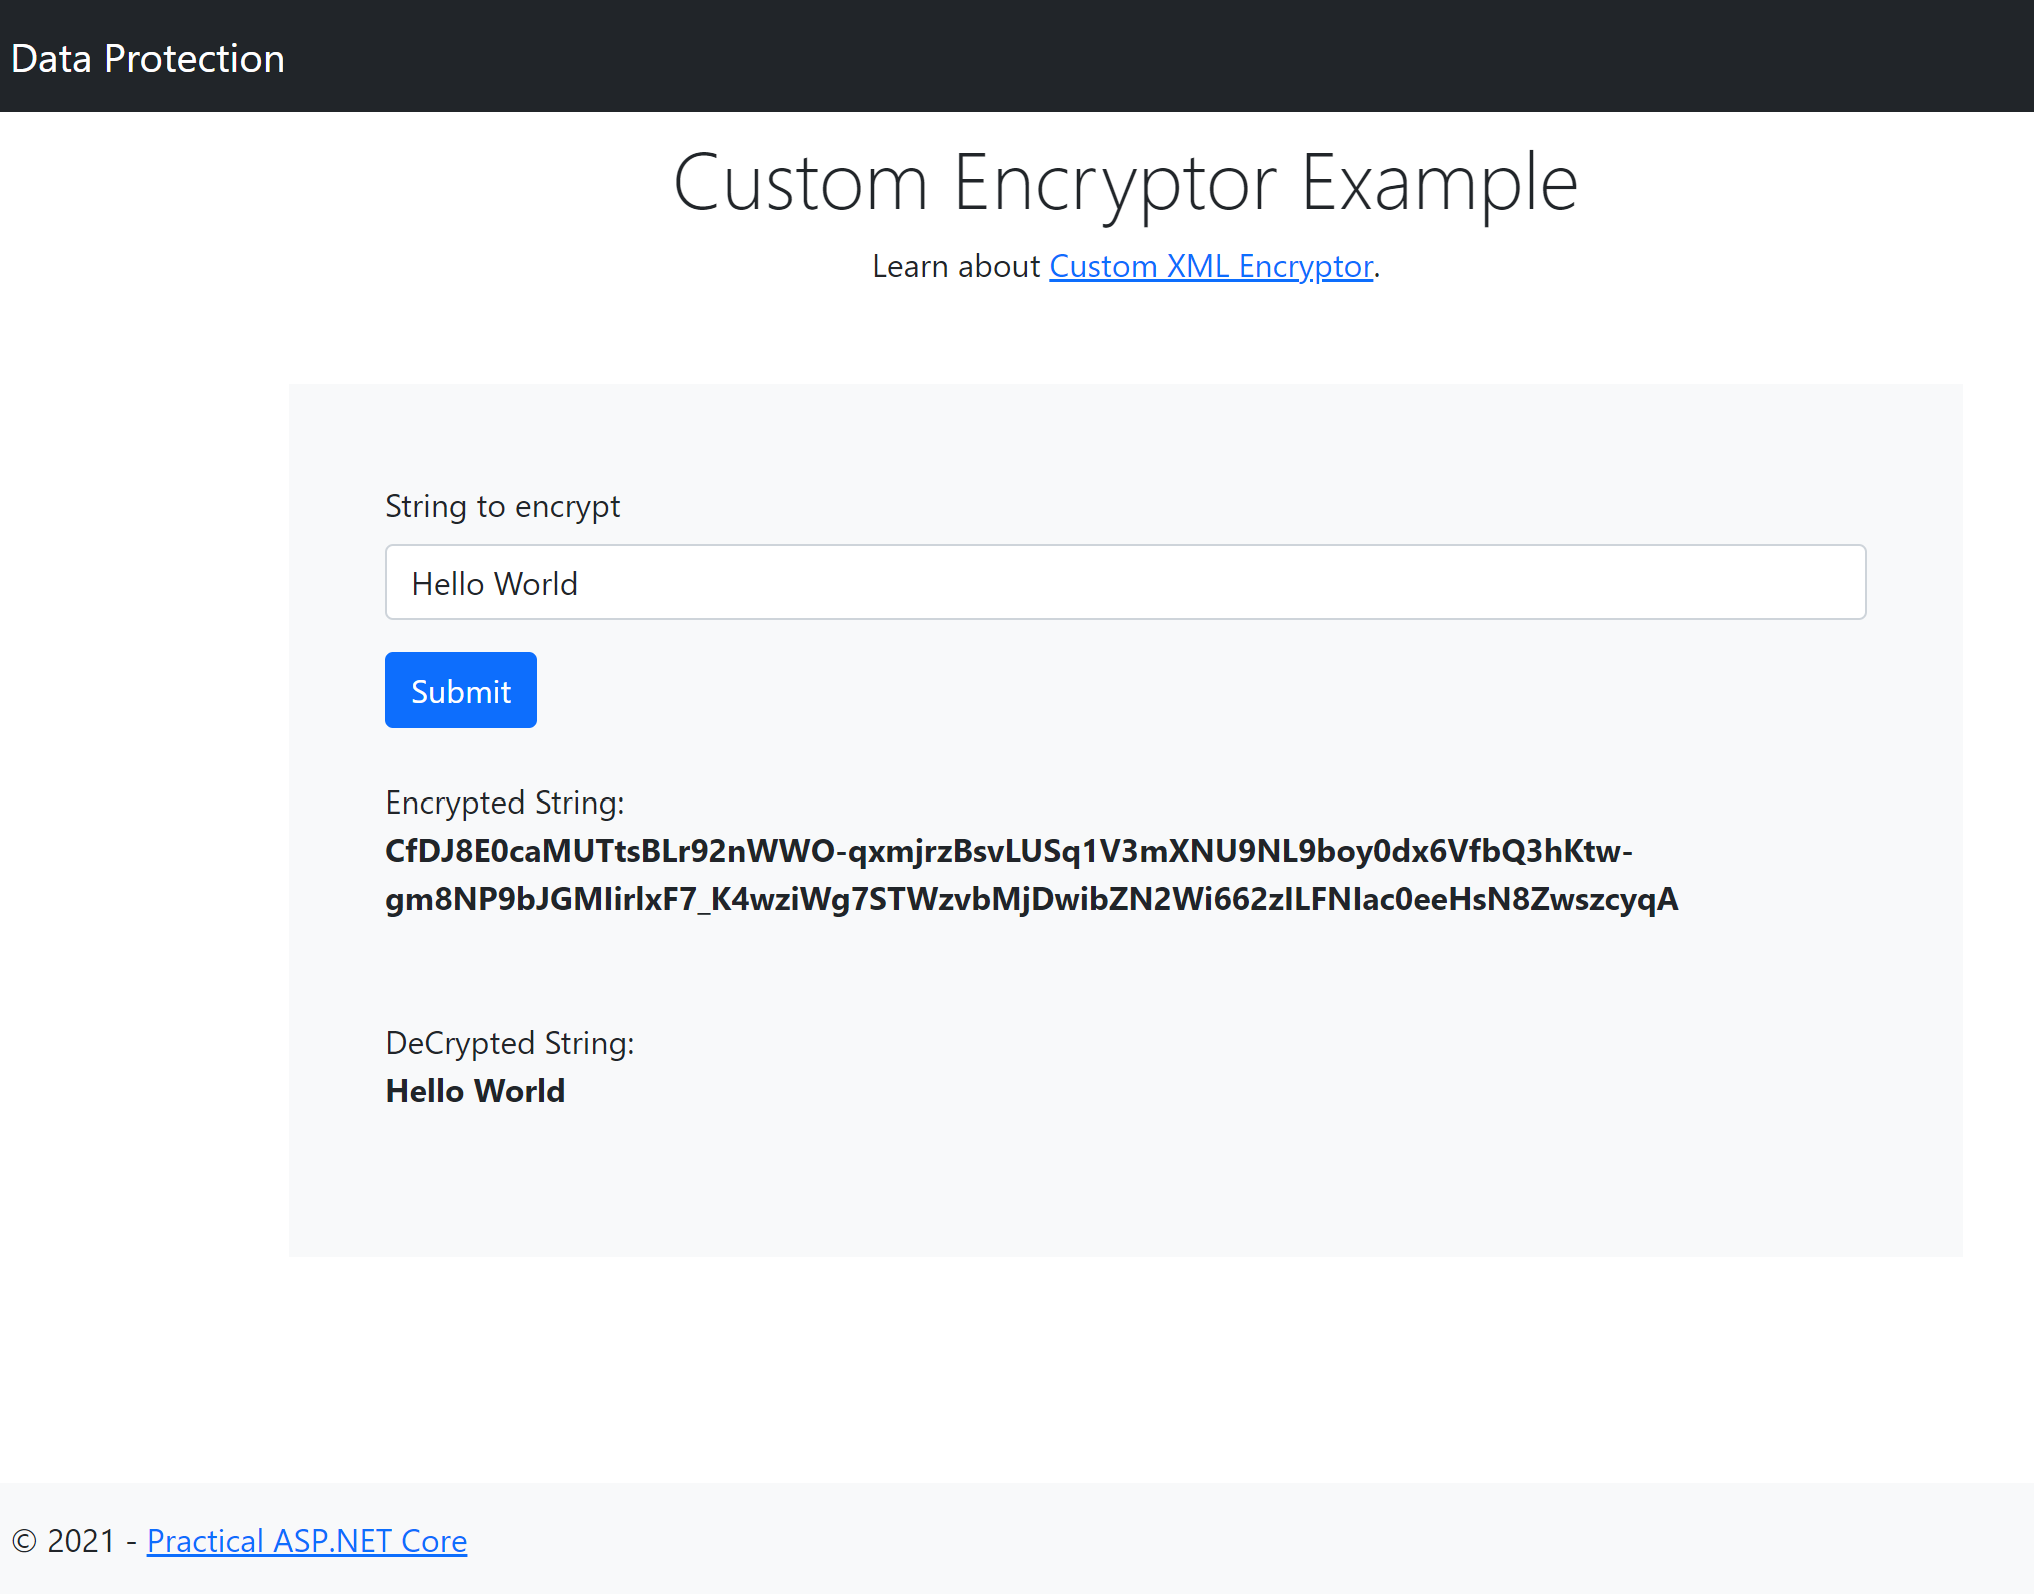 Data Protection
Custom Encryptor Example
Learn about Custom XML Encryptor.
String to encrypt
Hello World
Submit
Encrypted String:
CfDJ8E0caMUTtsBLr92nWWO-qxmjrzBsvLUSq1V3mXNU9NL9boy0dx6VfbQ3hKtw-
gm8NP9bJGMIirlxF7_K4wziWg7STWzvbMjDwibZN2Wi662zILFNIac0eeHsN8ZwszcyqA
DeCrypted String:
Hello World
© 2021 - Practical ASP.NET Core